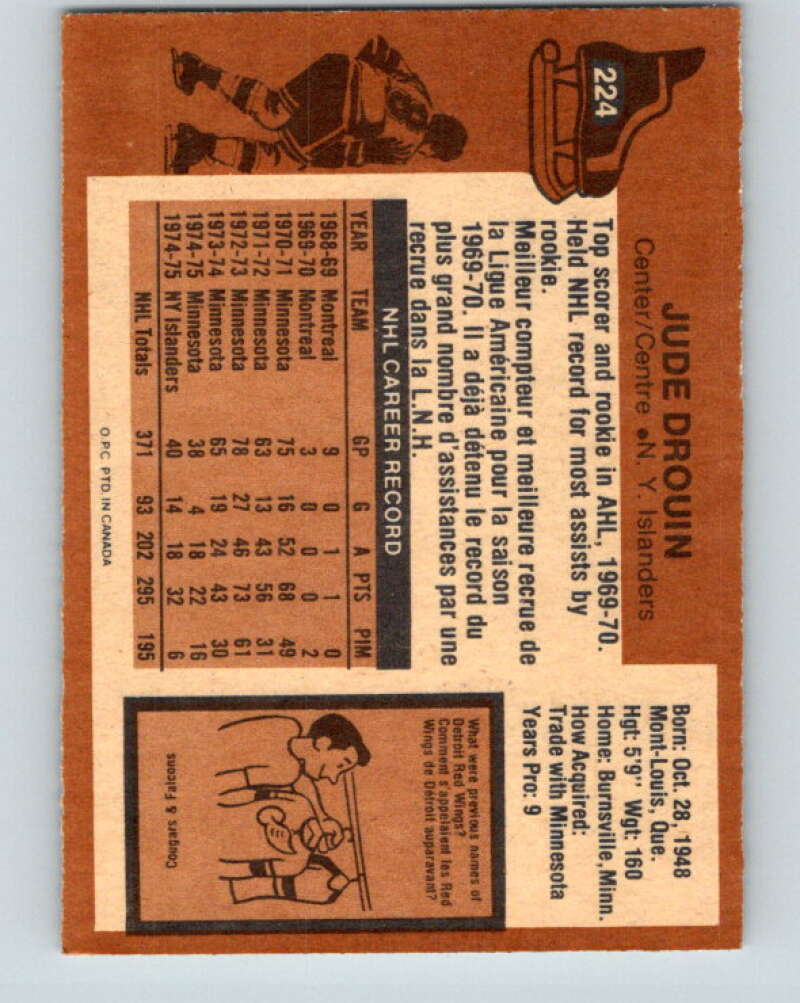 224
JUDE DROUIN
Center/Centre • N. Y. Islanders
Born: Oct. 28, 1948
Mont-Louis, Que.
Hgt: 5'9" Wgt: 160
Home: Burnsville, Minn.
How Acquired:
Trade with Minnesota
Years Pro: 9
Top scorer and rookie in AHL, 1969-70.
Held NHL record for most assists by
rookie.
Meilleur compteur et meilleure recrue de
la Ligue Américaine pour la saison
1969-70. Il a déjà détenu le record du
plus grand nombre d'assistances par une
recrue dans la L.N.H.
NHL CAREER RECORD
YEAR TEAM GP G A PTS PIM
1968-69 Montreal 9 0 1 1 0
1969-70 Montreal 3 0 0 0 2
1970-71 Minnesota 75 16 52 68 49
1971-72 Minnesota 63 13 43 56 31
1972-73 Minnesota 78 27 46 73 61
1973-74 Minnesota 65 19 24 43 30
1974-75 Minnesota 38 4 18 22 16
1974-75 NY Islanders 40 14 18 32 6
NHL Totals 371 93 202 295 195
What were previous names of
Detroit Red Wings?
Comment s'appelaient les Red
Wings de Détroit auparavant?
Cougars & Falcons
O.P.C. PTD. IN CANADA
8